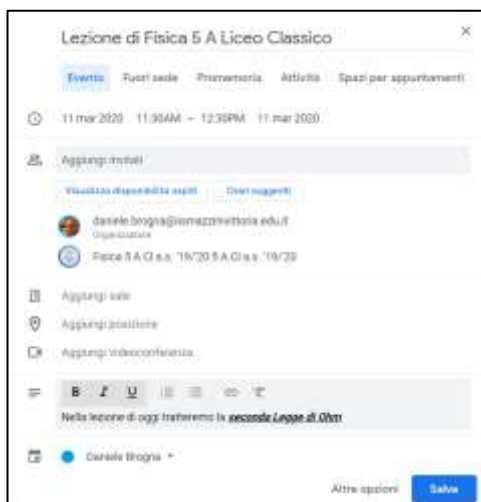 Lezione di Fisica 5 A Liceo Classico
Evento Fuori sede Promemoria Attività Spazi per appuntamenti
11 mar 2020 11:30AM – 12:30PM 11 mar 2020
Aggiungi invitati
Visualizza disponibilità ospiti Orari suggeriti
daniele.brogna@iismazzinivittoria.edu.it
Organizzatore
Fisica 5 A Cl a.s. '19/'20 5 A Cl a.s. '19/'20
Aggiungi sale
Aggiungi posizione
Aggiungi videoconferenza
B I U
Nella lezione di oggi tratteremo la seconda Legge di Ohm
Daniele Brogna
Altre opzioni Salva